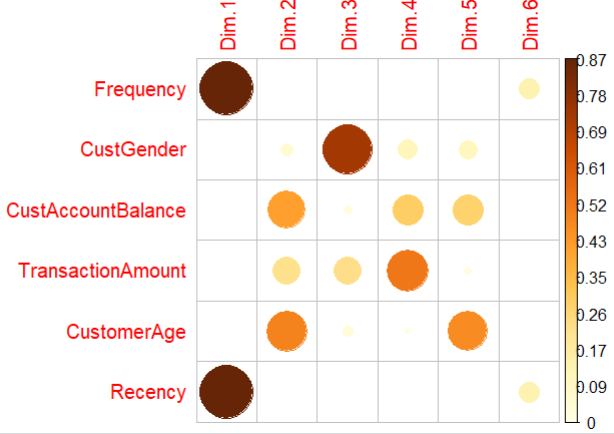 Dim.1
Dim.2
Dim.3
Dim.4
Dim.5
Dim.6
Frequency
CustGender
CustAccountBalance
TransactionAmount
CustomerAge
Recency
0.87
0.78
0.69
0.61
0.52
0.43
0.35
0.26
0.17
0.09
0